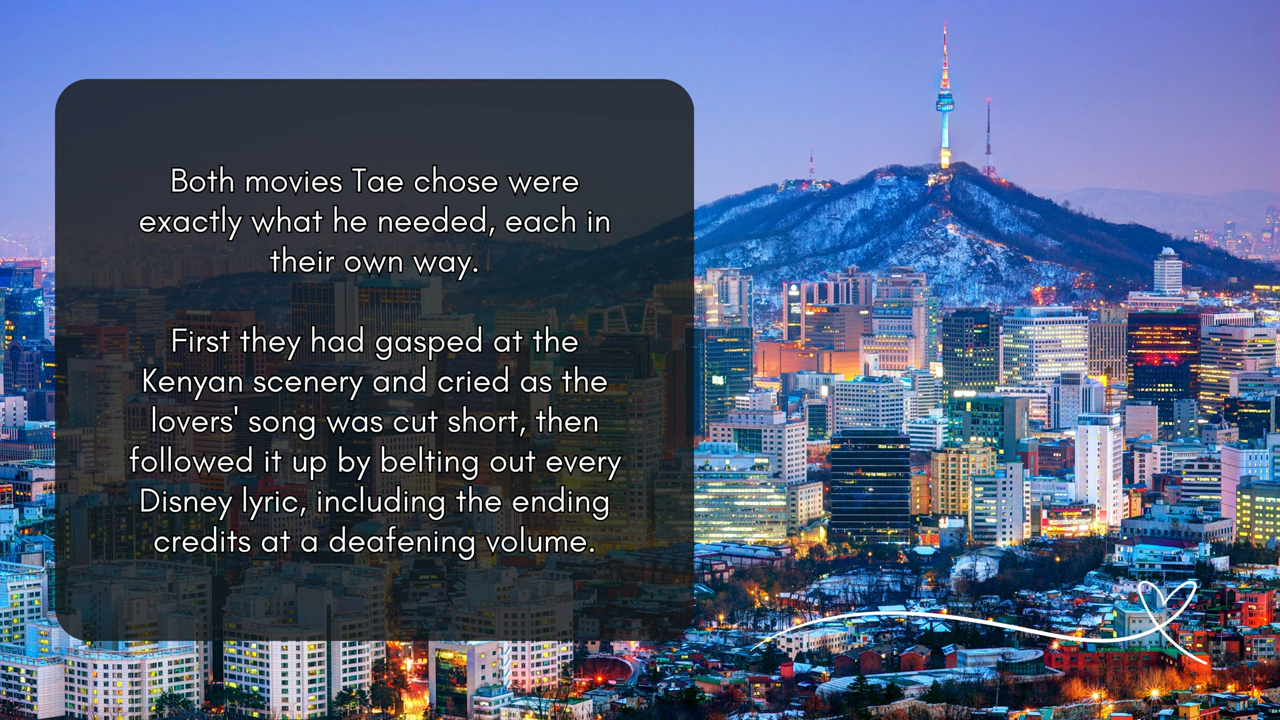 Both movies Tae chose were
exactly what he needed, each in
their own way.
First they had gasped at the
Kenyan scenery and cried as the
lovers' song was cut short, then
followed it up by belting out every
Disney lyric, including the ending
credits at a deafening volume.